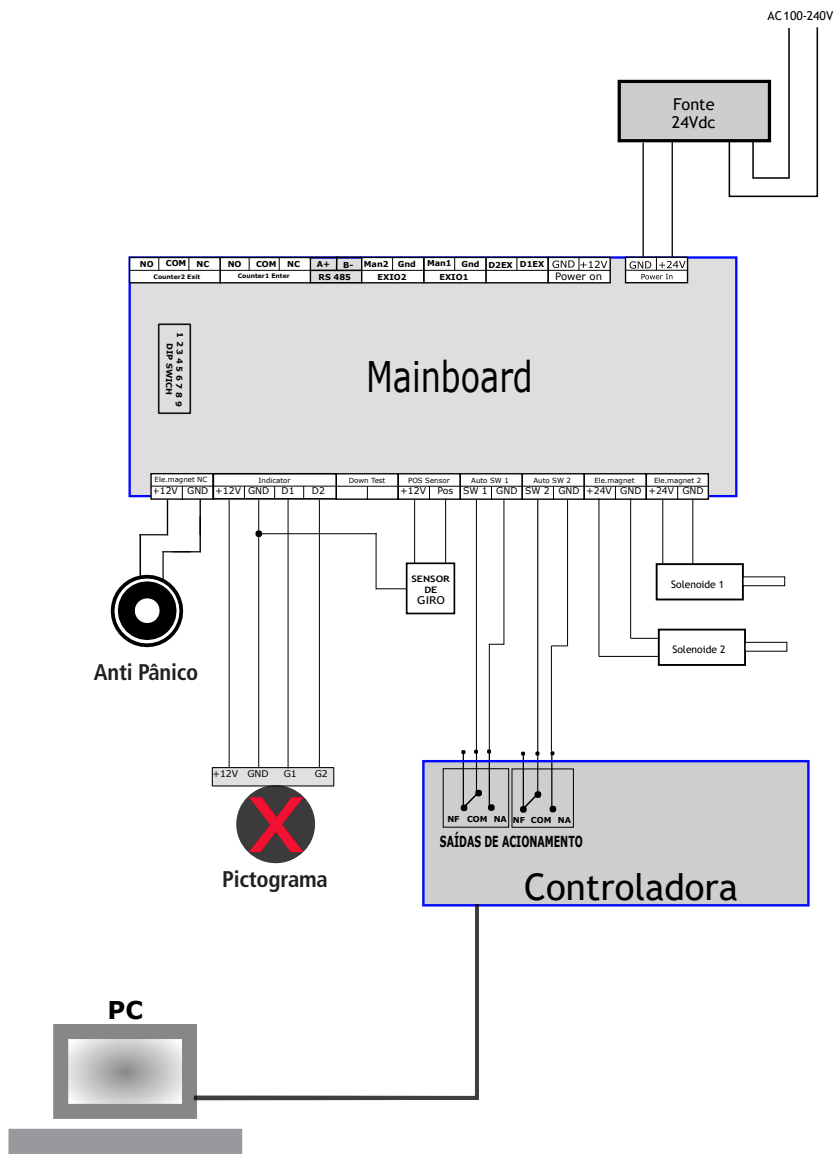 AC 100-240V
Fonte
24Vdc
NO COM NC NO COM NC A+ B- Man2 Gnd Man1 Gnd D2EX D1EX GND +12V GND +24V
Counter2 Exit Counter1 Enter RS 485 EXIO2 EXIO1 Power on Power In
1 2 3 4 5 6 7 8 9
DIP SWICH
Mainboard
Ele.magnet NC Indicator Down Test POS Sensor Auto SW 1 Auto SW 2 Ele.magnet Ele.magnet 2
+12V GND +12V GND D1 D2 +12V Pos SW 1 GND SW 2 GND +24V GND +24V GND
SENSOR
DE
GIRO
Solenoide 1
Solenoide 2
Anti Pânico
+12V GND G1 G2
Pictograma
NF COM NA NF COM NA
SAÍDAS DE ACIONAMENTO
Controladora
PC